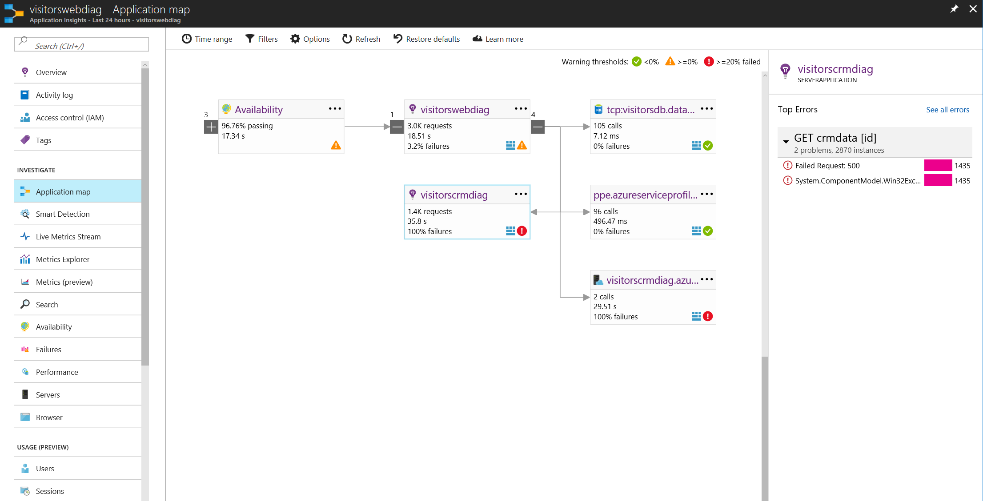 visitorswebdiag Application map
Application Insights - Last 24 hours - visitorswebdiag
Search (Ctrl+/)
Overview
Activity log
Access control (IAM)
Tags
INVESTIGATE
Application map
Smart Detection
Live Metrics Stream
Metrics Explorer
Metrics (preview)
Search
Availability
Failures
Performance
Servers
Browser
USAGE (PREVIEW)
Users
Sessions
Time range Filters Options Refresh Restore defaults Learn more
Warning thresholds: <0% >=0% >=20% failed
3
Availability ...
96.76% passing
17.34 s
1
visitorswebdiag ...
3.0K requests
18.51 s
3.2% failures
4
tcp:visitorsdb.data... ...
105 calls
7.12 ms
0% failures
visitorscrmdiag ...
1.4K requests
35.8 s
100% failures
ppe.azureserviceprofil... ...
96 calls
496.47 ms
0% failures
visitorscrmdiag.azu... ...
2 calls
29.51 s
100% failures
visitorscrmdiag
SERVERAPPLICATION
Top Errors See all errors
GET crmdata [id]
2 problems, 2870 instances
Failed Request: 500 1435
System.ComponentModel.Win32Exc... 1435